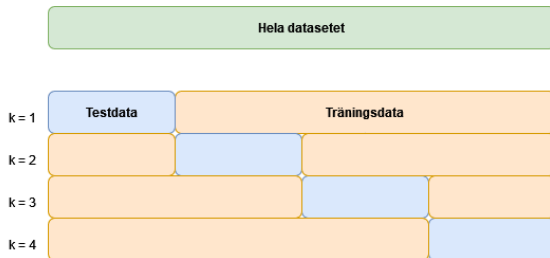 Hela datasetet
k = 1 Testdata Träningsdata
k = 2
k = 3
k = 4